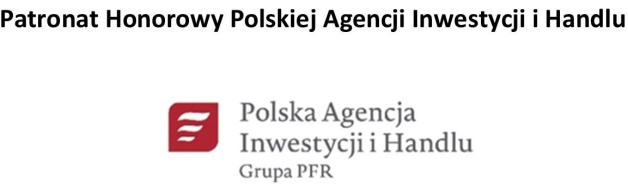 Patronat Honorowy Polskiej Agencji Inwestycji i Handlu
Polska Agencja
Inwestycji i Handlu
Grupa PFR